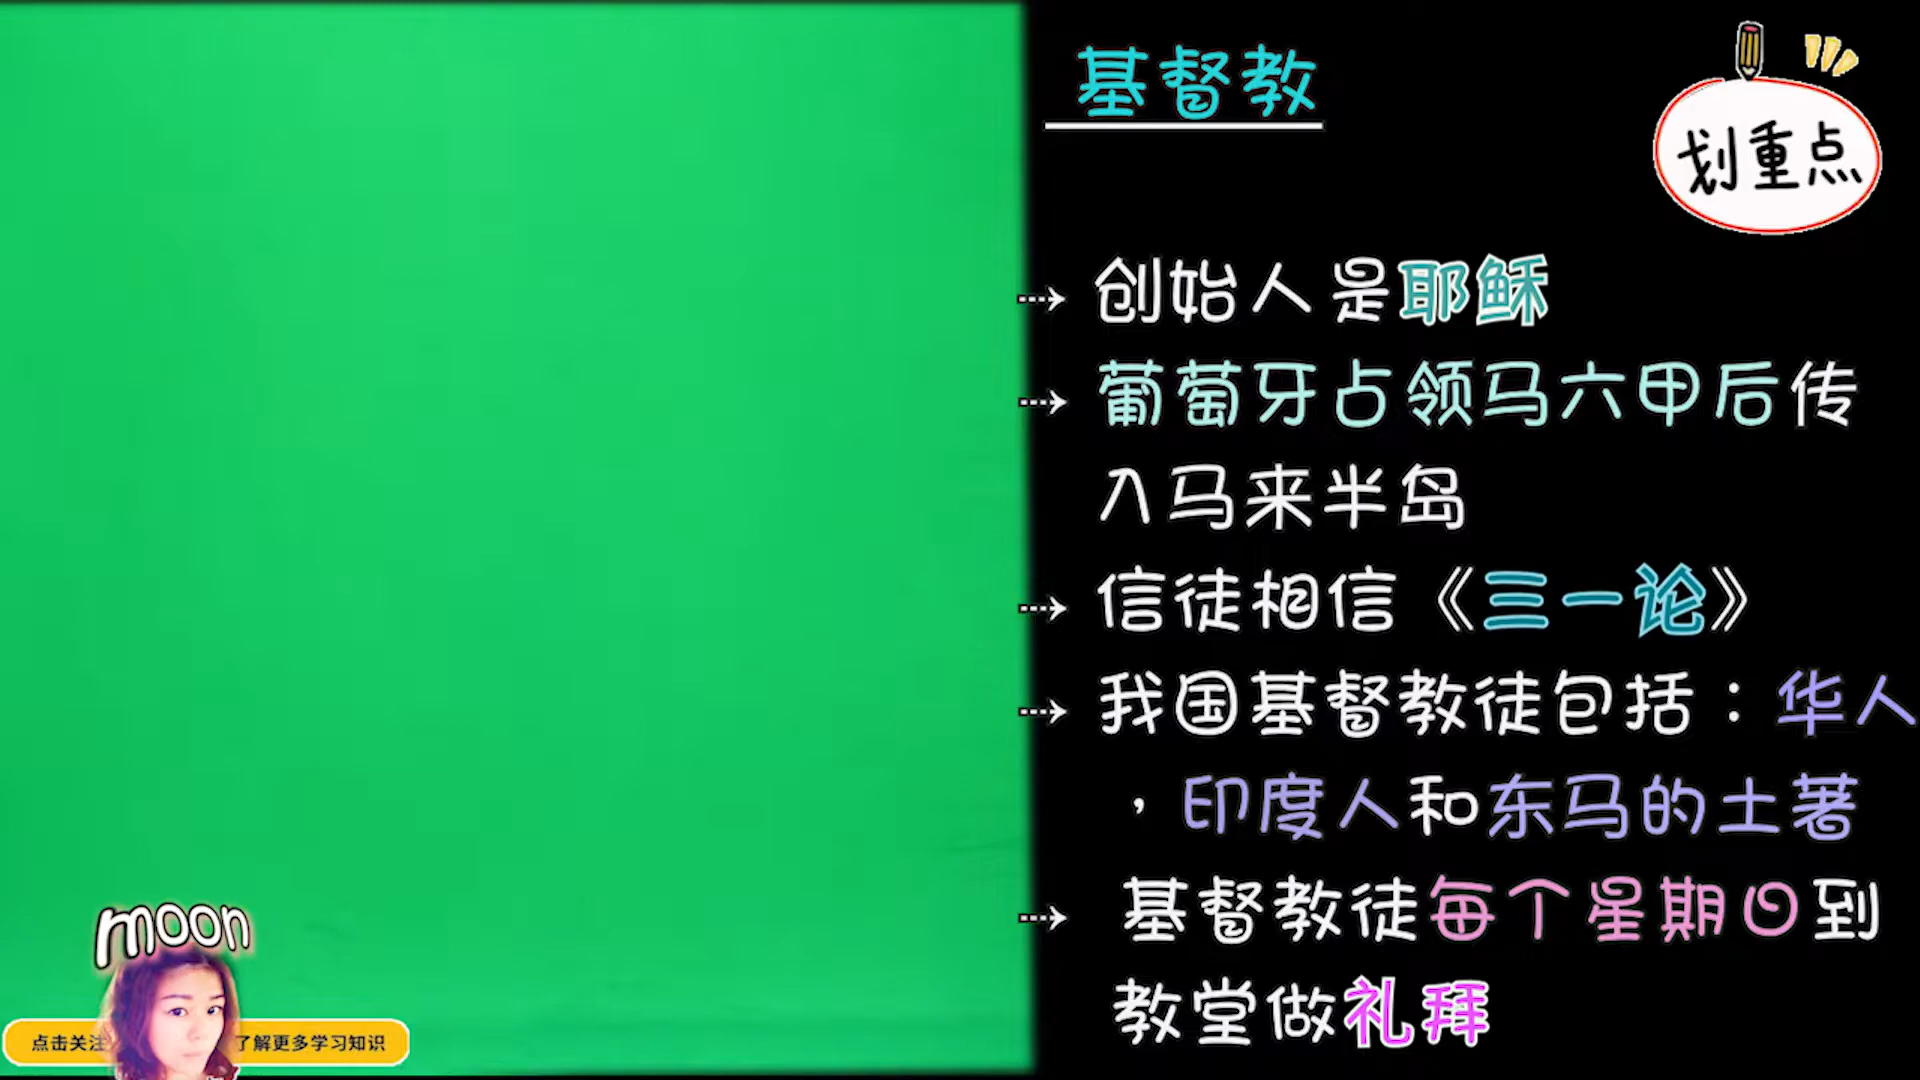 基督教
划重点
创始人是耶稣
葡萄牙占领马六甲后传
入马来半岛
信徒相信《三一论》
我国基督教徒包括：华人
，印度人和东马的土著
基督教徒每个星期日到
教堂做礼拜
moon
点击关注 了解更多学习知识